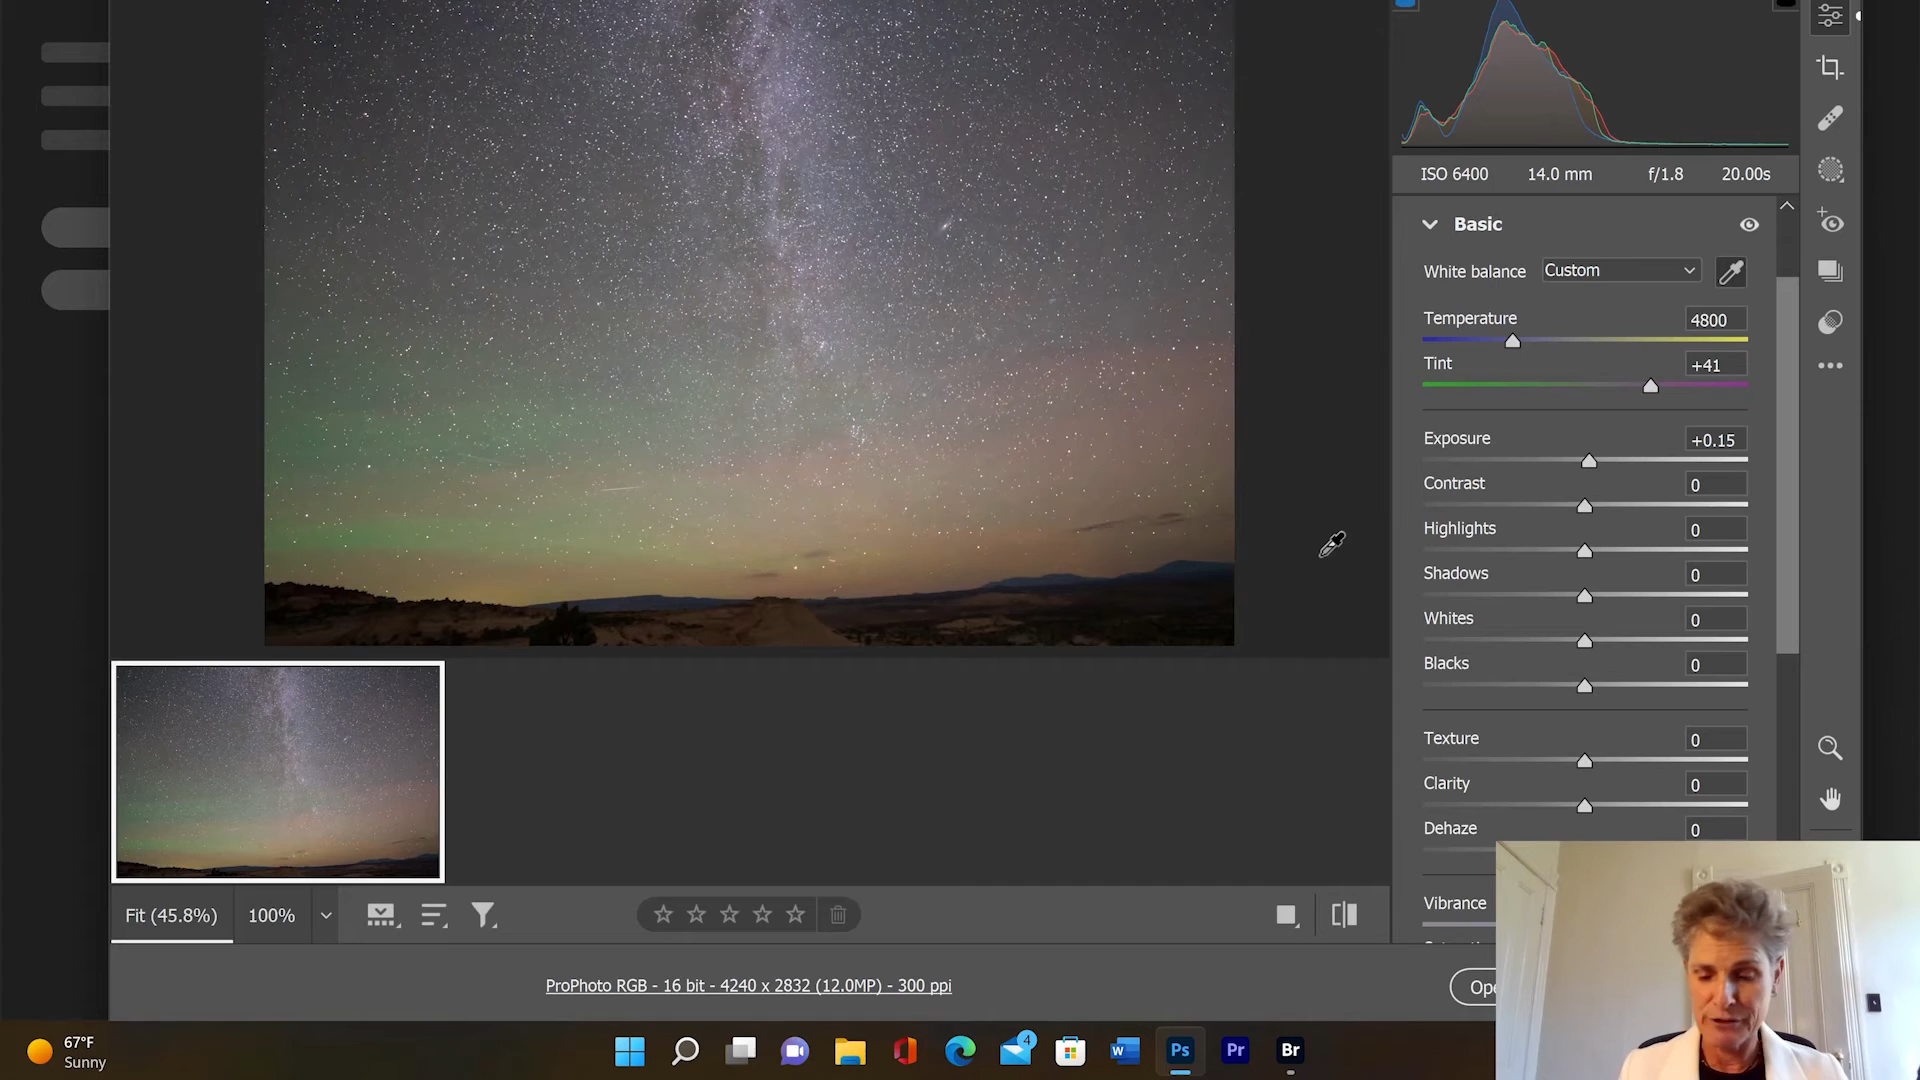 ISO 6400 14.0 mm f/1.8 20.00s
Basic
White balance Custom
Temperature 4800
Tint +41
Exposure +0.15
Contrast 0
Highlights 0
Shadows 0
Whites 0
Blacks 0
Texture 0
Clarity 0
Dehaze 0
Vibrance
Fit (45.8%) 100%
ProPhoto RGB - 16 bit - 4240 x 2832 (12.0MP) - 300 ppi
Ope
67°F
Sunny
4
W
Ps
Pr
Br